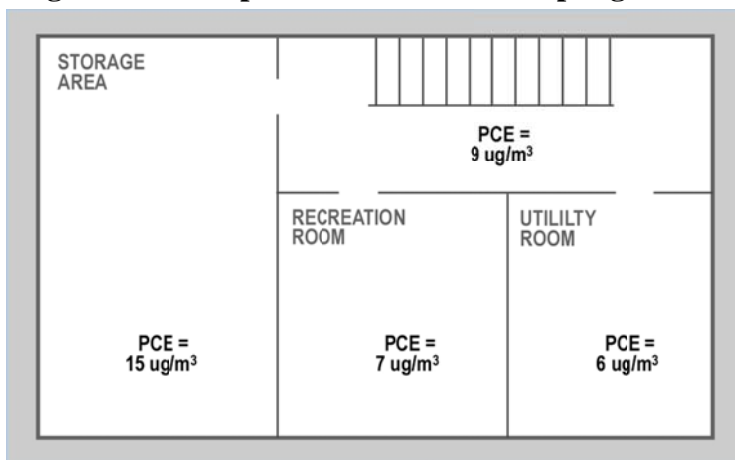 STORAGE
AREA
PCE =
9 ug/m³
RECREATION
ROOM
UTILILTY
ROOM
PCE =
15 ug/m³
PCE =
7 ug/m³
PCE =
6 ug/m³